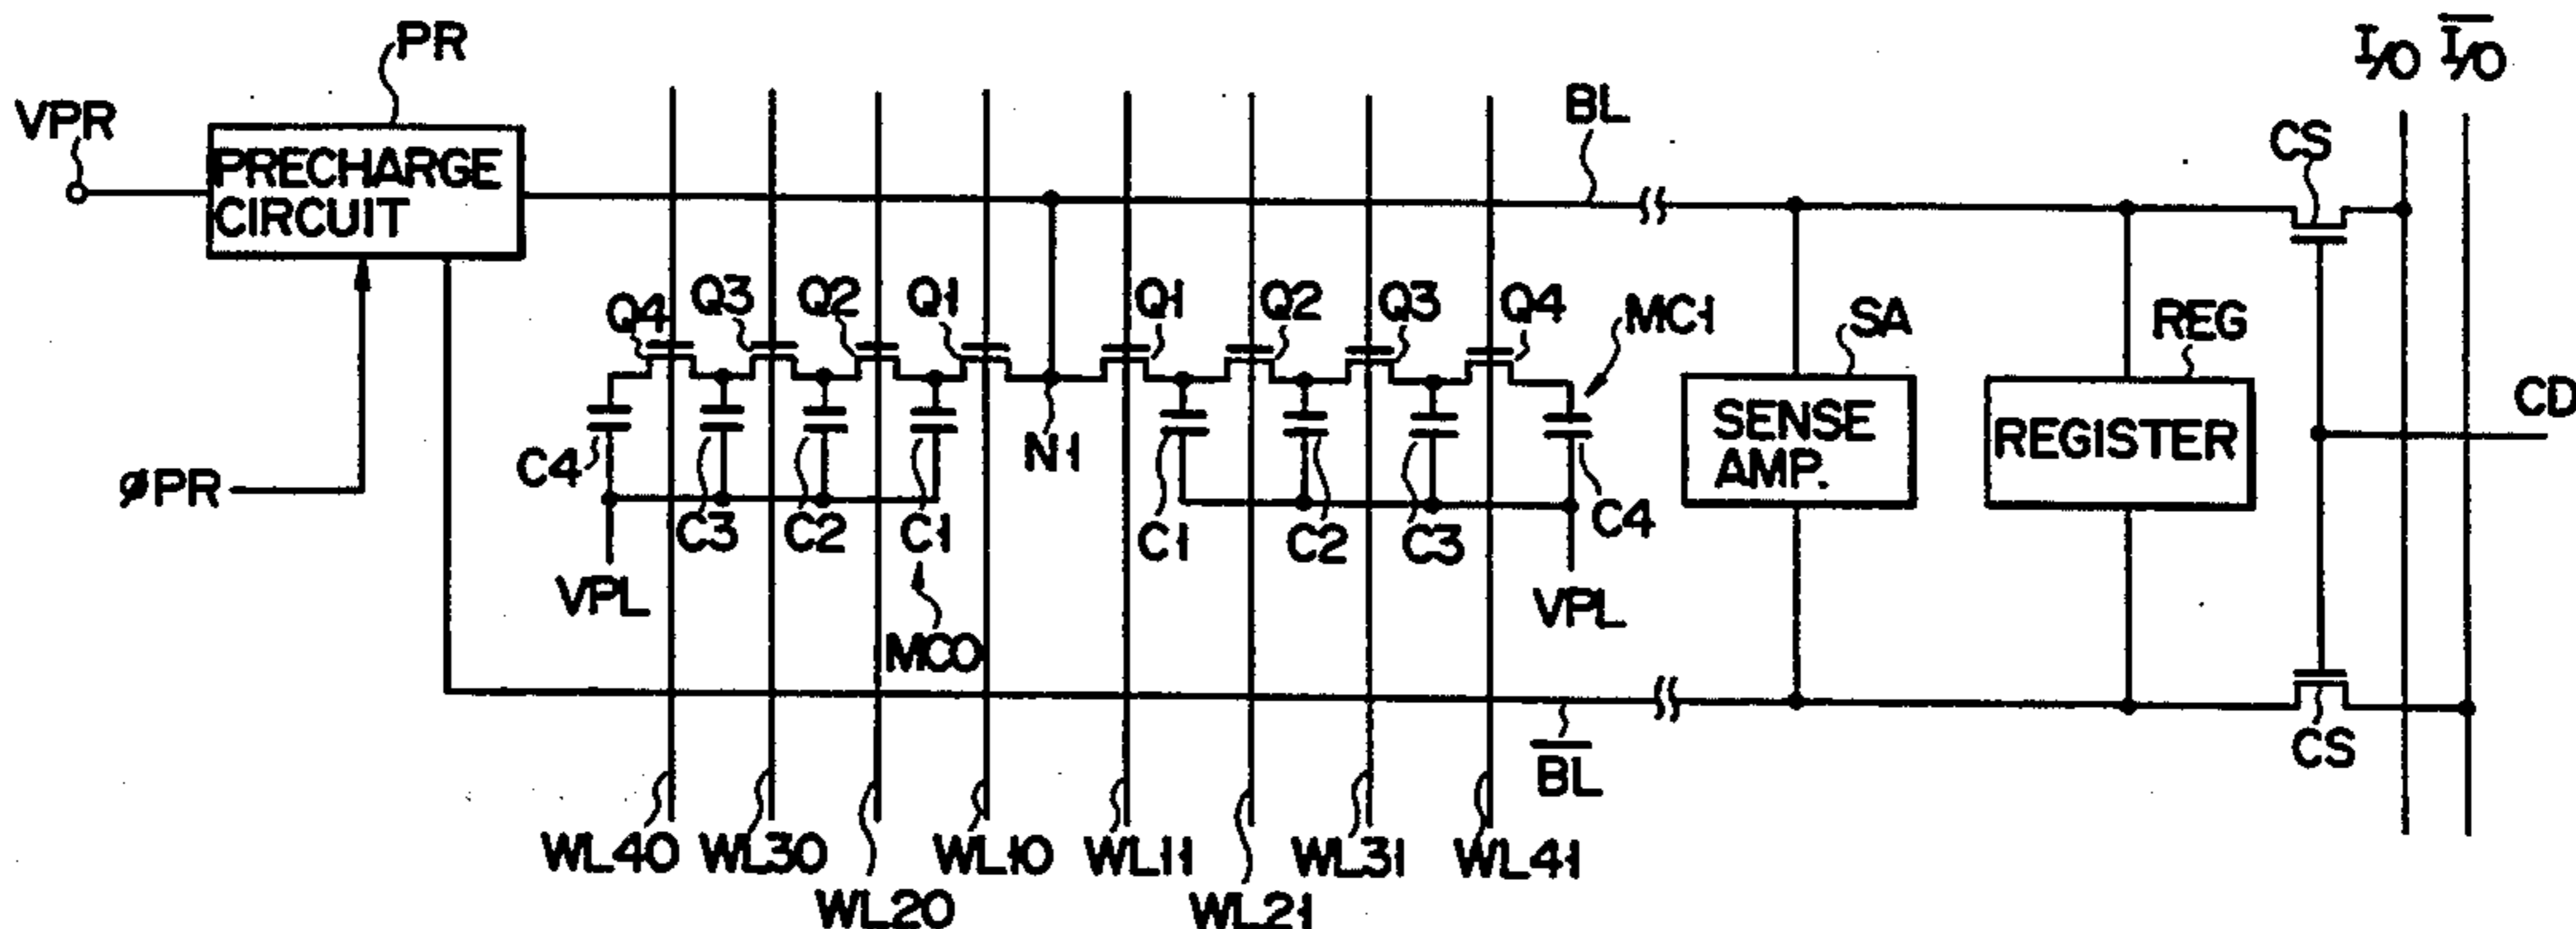 PR
I/O I/O
VPR
BL
CS
PRECHARGE
CIRCUIT
Q4 Q3 Q2 Q1 Q1 Q2 Q3 Q4 MC1 SA REG
CD
SENSE
AMP.
REGISTER
C4 N1
øPR
C3 C2 C1 C1 C2 C3 C4
VPL VPL
MC0
BL
CS
WL40 WL30 WL10 WL11 WL31 WL41
WL20 WL21